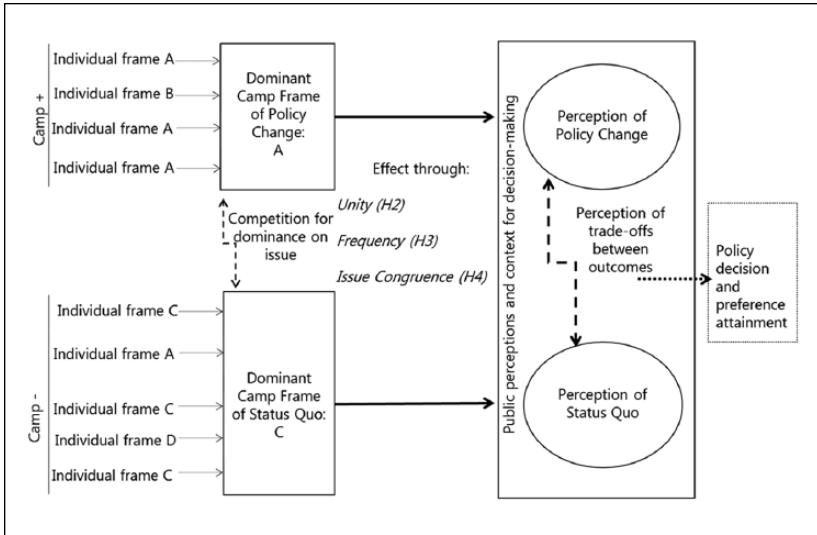 Camp +
Individual frame A
Individual frame B
Individual frame A
Individual frame A
Dominant
Camp Frame
of Policy
Change:
A
Effect through:
Unity (H2)
Frequency (H3)
Issue Congruence (H4)
Competition for
dominance on
issue
Camp -
Individual frame C
Individual frame A
Individual frame C
Individual frame D
Individual frame C
Dominant
Camp Frame
of Status Quo:
C
Public perceptions and context for decision-making
Perception of
Policy Change
Perception of
trade-offs
between
outcomes
Perception of
Status Quo
Policy
decision
and
preference
attainment